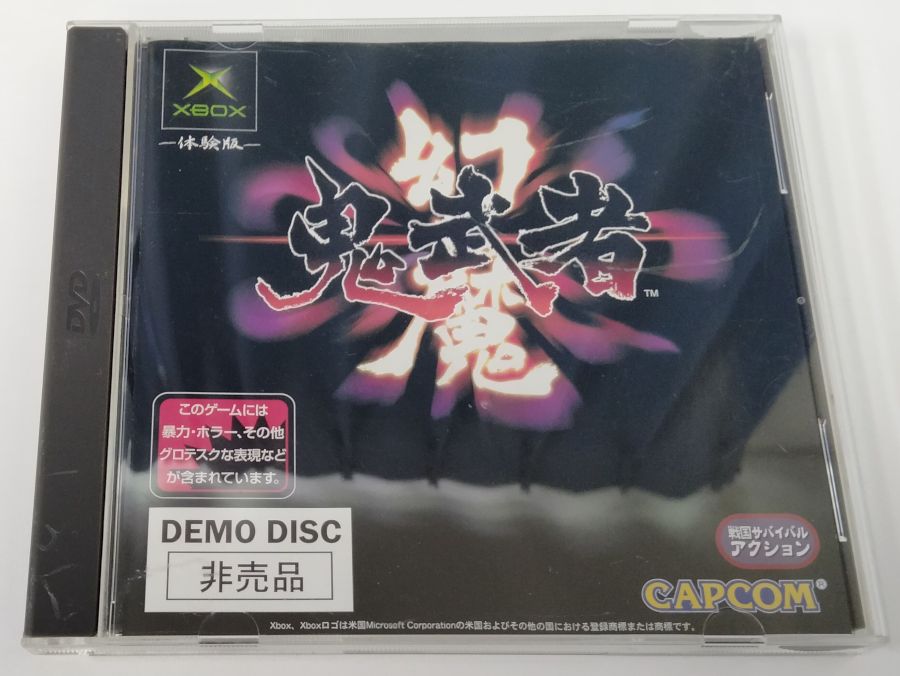 XBOX
体験版
幻
鬼武者
TM
魔
DVD
このゲームには
暴力・ホラー、その他
グロテスクな表現など
が含まれています。
DEMO DISC
非売品
戦国サバイバル
アクション
CAPCOM®
Xbox、Xboxロゴは米国Microsoft Corporationの米国およびその他の国における登録商標または商標です。